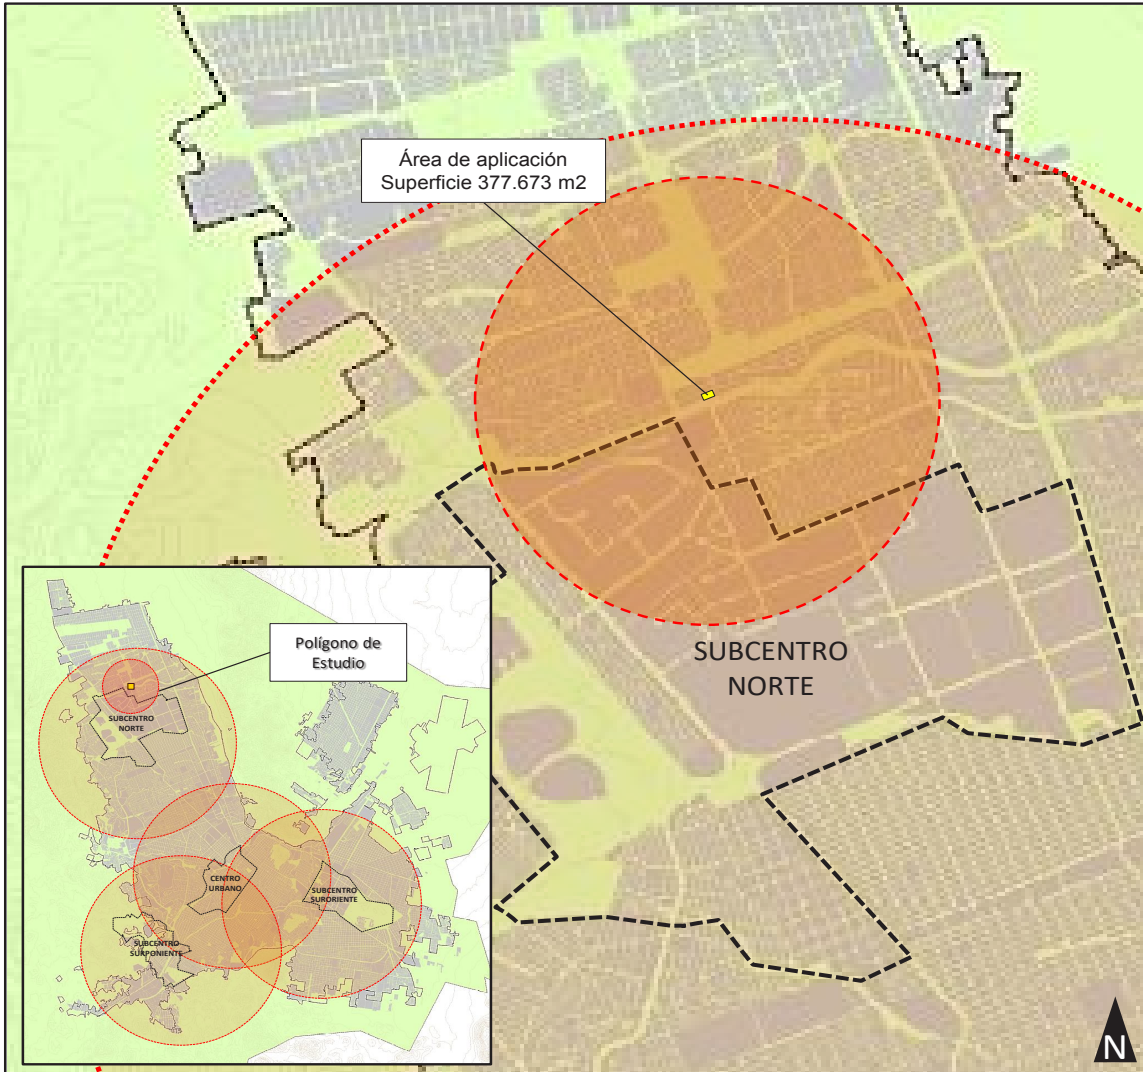 Área de aplicación
Superficie 377.673 m2
SUBCENTRO
NORTE
Polígono de
Estudio
SUBCENTRO
NORTE
CENTRO
URBANO
SUBCENTRO
SURORIENTE
SUBCENTRO
SURPONIENTE
N